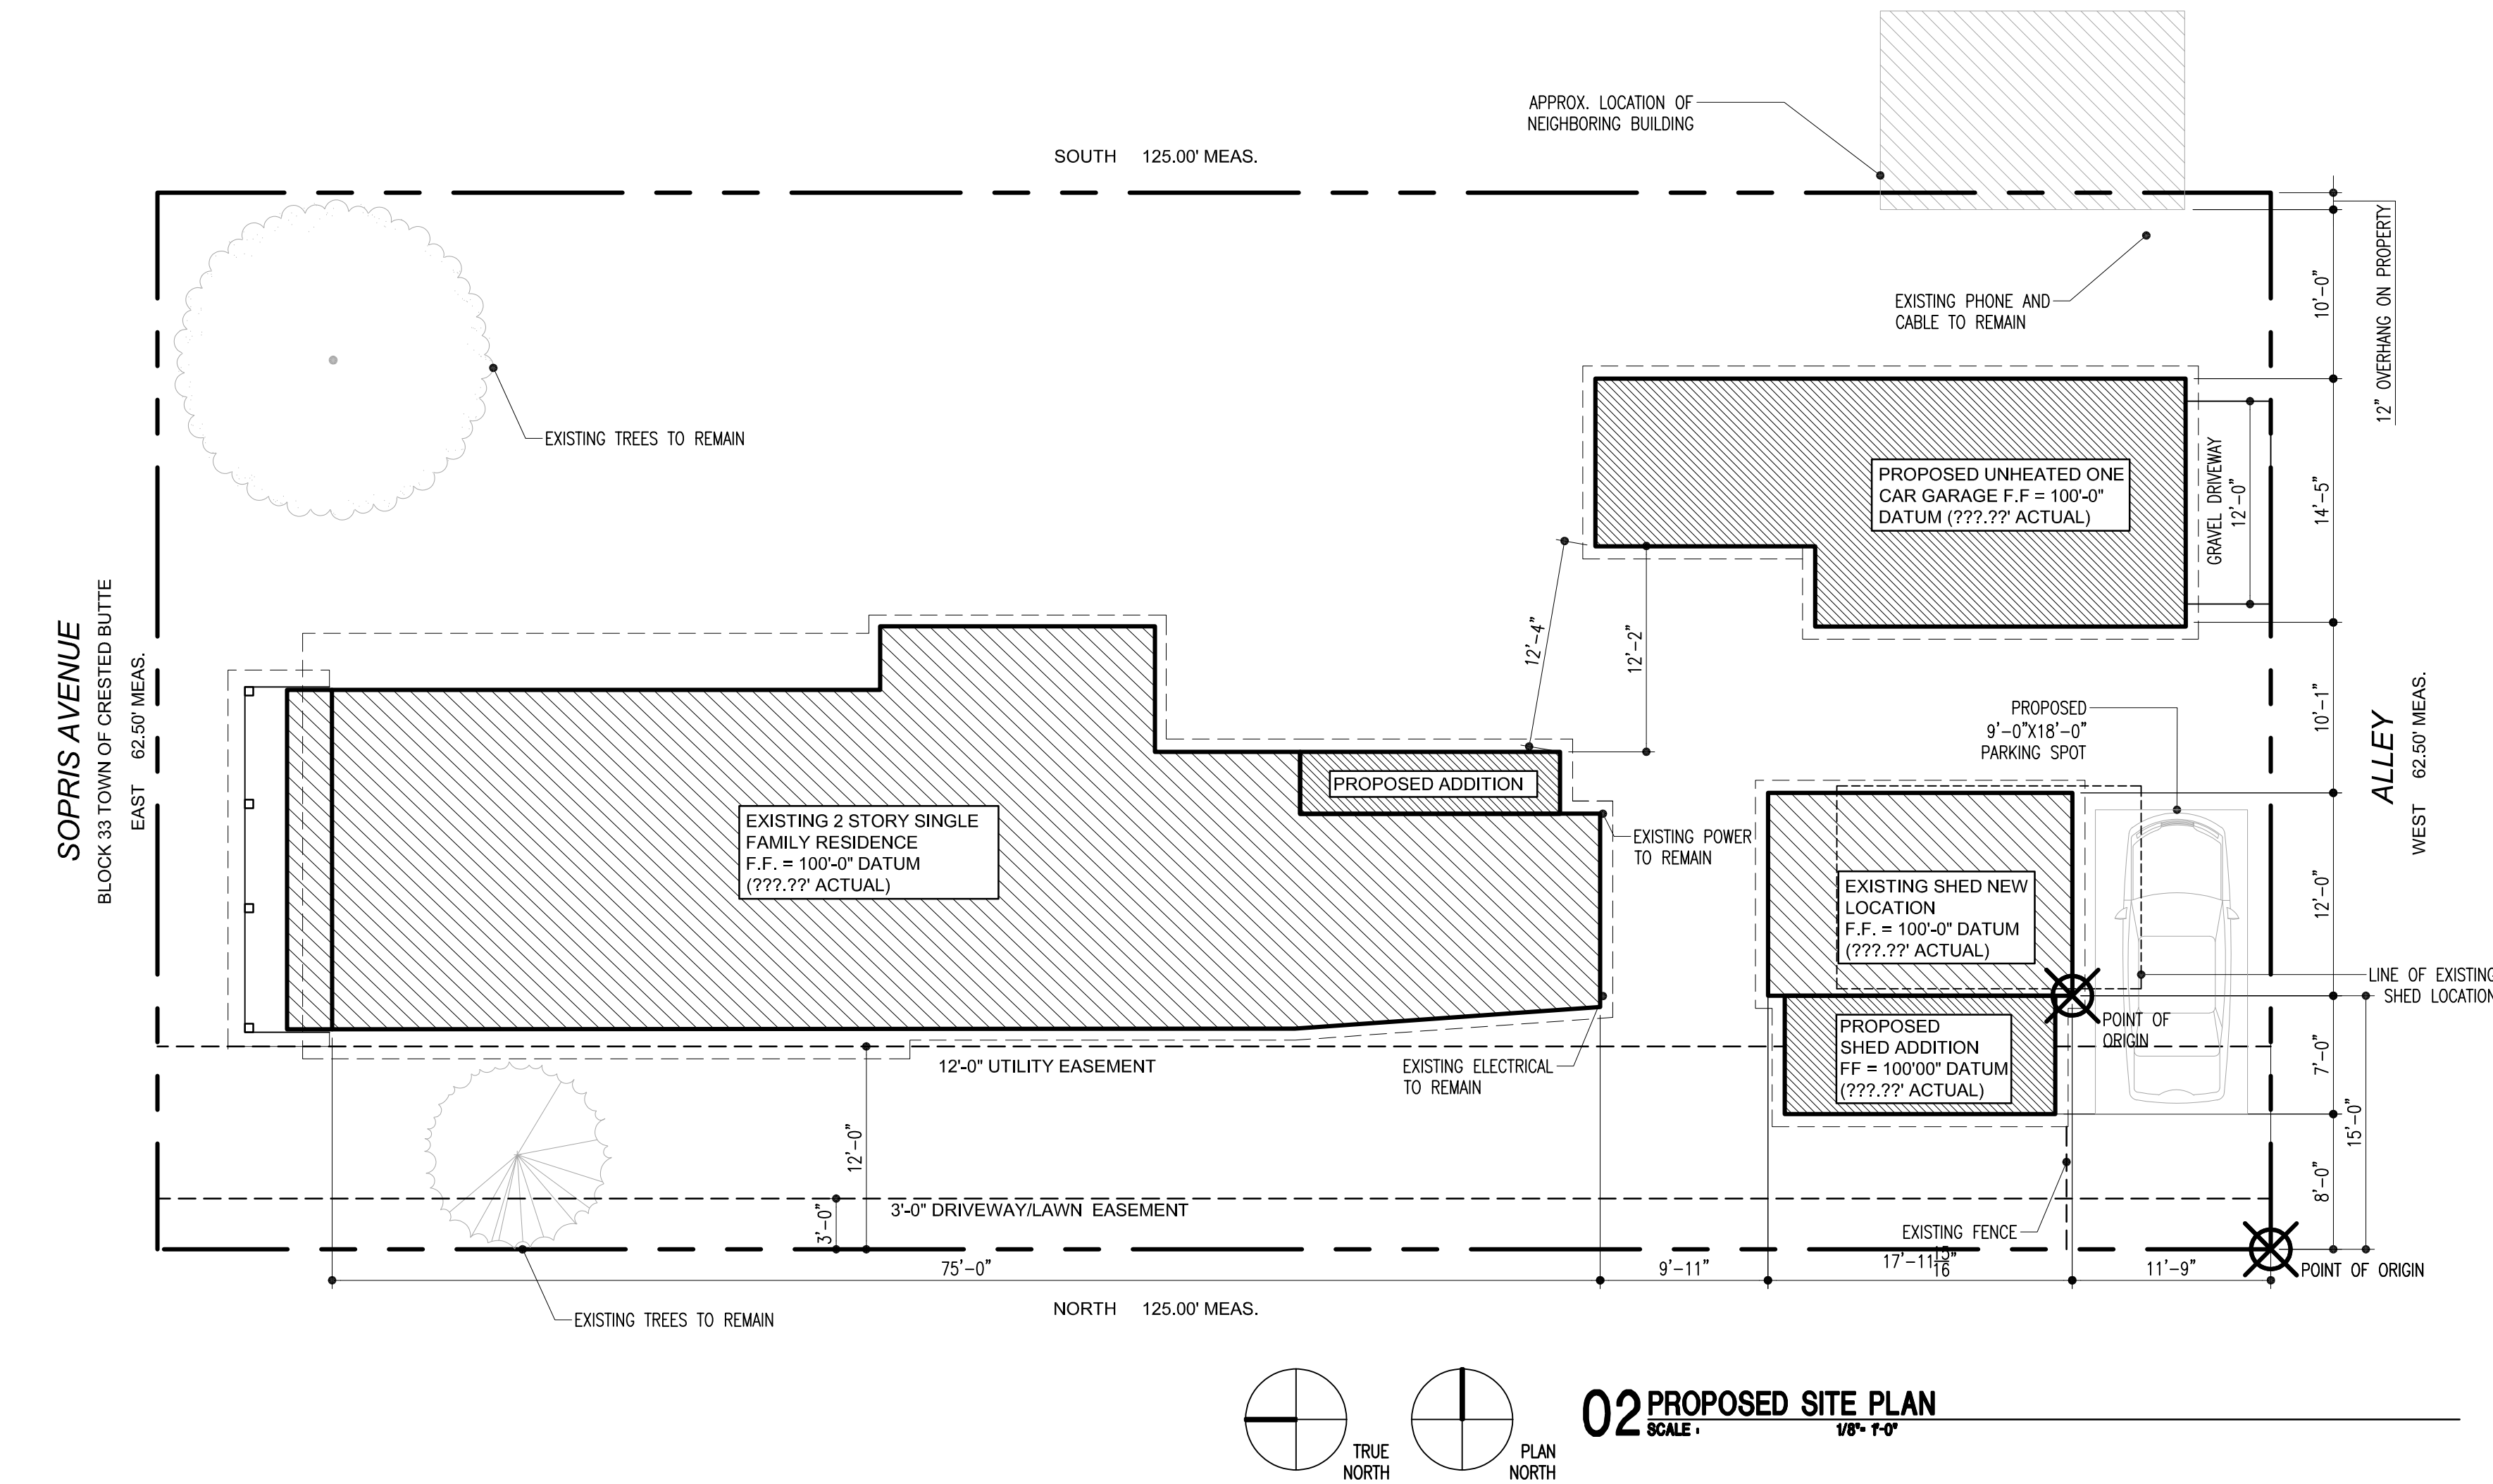 APPROX. LOCATION OF
NEIGHBORING BUILDING
SOUTH 125.00' MEAS.
12" OVERHANG ON PROPERTY
10'-0"
EXISTING PHONE AND
CABLE TO REMAIN
EXISTING TREES TO REMAIN
PROPOSED UNHEATED ONE
CAR GARAGE F.F = 100'-0"
DATUM (???.??' ACTUAL)
GRAVEL DRIVEWAY
12'-0"
14'-5"
12'-4"
12'-2"
SOPRIS AVENUE
BLOCK 33 TOWN OF CRESTED BUTTE
EAST 62.50' MEAS.
PROPOSED
9'-0"X18'-0"
PARKING SPOT
10'-1"
ALLEY
WEST 62.50' MEAS.
PROPOSED ADDITION
EXISTING 2 STORY SINGLE
FAMILY RESIDENCE
F.F. = 100'-0" DATUM
(???.??' ACTUAL)
EXISTING POWER
TO REMAIN
EXISTING SHED NEW
LOCATION
F.F. = 100'-0" DATUM
(???.??' ACTUAL)
12'-0"
LINE OF EXISTING
SHED LOCATION
POINT OF
ORIGIN
PROPOSED
SHED ADDITION
FF = 100'00" DATUM
(???.??' ACTUAL)
7'-0"
15'-0"
12'-0" UTILITY EASEMENT
EXISTING ELECTRICAL
TO REMAIN
12'-0"
3'-0"
3'-0" DRIVEWAY/LAWN EASEMENT
8'-0"
EXISTING FENCE
75'-0"
9'-11"
17'-11 15/16"
11'-9"
POINT OF ORIGIN
NORTH 125.00' MEAS.
EXISTING TREES TO REMAIN
TRUE
NORTH
PLAN
NORTH
02 PROPOSED SITE PLAN
SCALE : 1/8"= 1'-0"